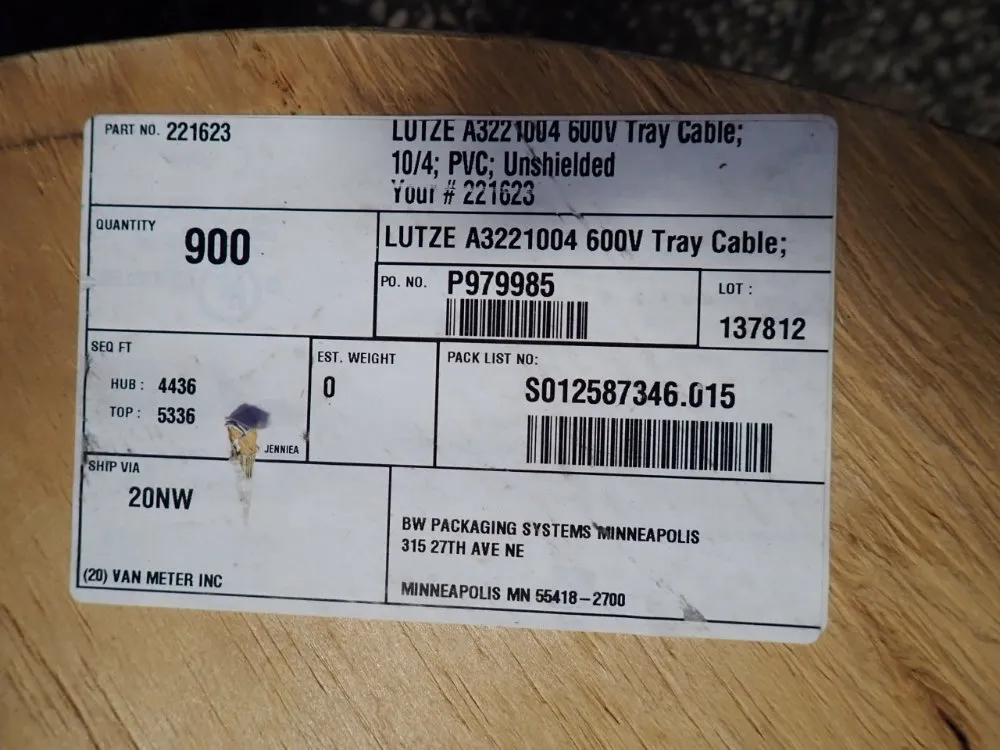 PART NO. 221623
LUTZE A3221004 600V Tray Cable;
10/4; PVC; Unshielded
Your # 221623
QUANTITY
900
LUTZE A3221004 600V Tray Cable;
PO. NO. P979985
LOT :
137812
SEQ FT
HUB : 4436
TOP : 5336
JENNIEA
EST. WEIGHT
0
PACK LIST NO:
S012587346.015
SHIP VIA
20NW
(20) VAN METER INC
BW PACKAGING SYSTEMS MINNEAPOLIS
315 27TH AVE NE
MINNEAPOLIS MN 55418-2700